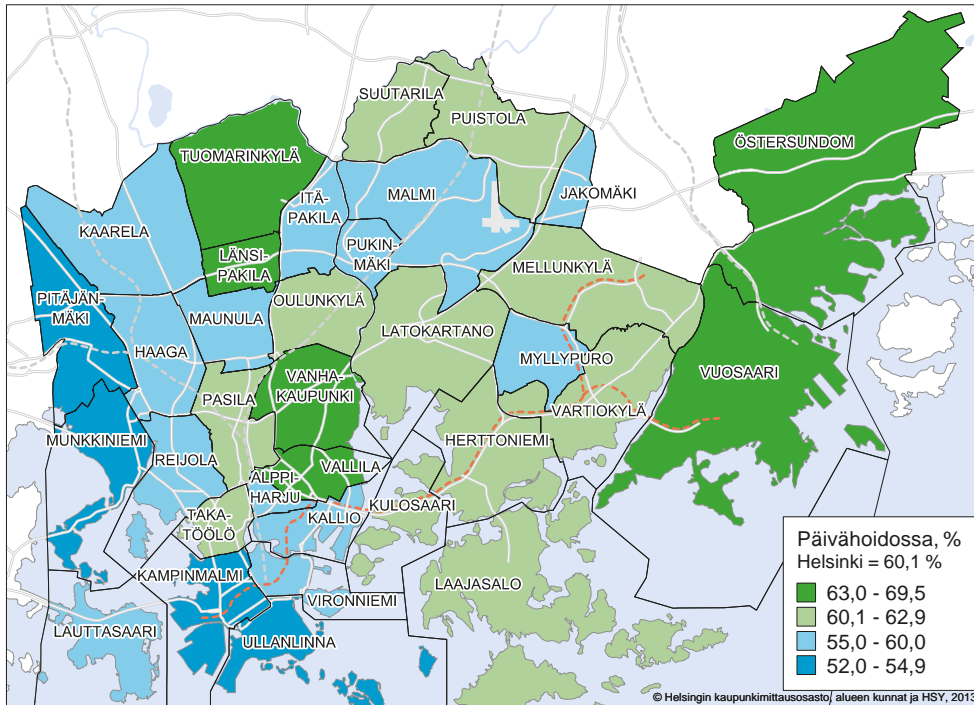 SUUTARILA
PUISTOLA
ÖSTERSUNDOM
TUOMARINKYLÄ
ITÄ-
PAKILA
MALMI
JAKOMÄKI
KAARELA
LÄNSI-
PAKILA
PUKIN-
MÄKI
MELLUNKYLÄ
PITÄJÄN-
MÄKI
OULUNKYLÄ
MAUNULA
LATOKARTANO
HAAGA
MYLLYPURO
VANHA-
KAUPUNKI
VUOSAARI
PASILA
VARTIOKYLÄ
MUNKKINIEMI
HERTTONIEMI
REIJOLA
VALLILA
ALPPI-
HARJU
KULOSAARI
KALLIO
TAKA-
TÖÖLÖ
KAMPINMALMI
LAAJASALO
VIRONNIEMI
LAUTTASAARI
ULLANLINNA
Päivähoidossa, %
Helsinki = 60,1 %
63,0 - 69,5
60,1 - 62,9
55,0 - 60,0
52,0 - 54,9
© Helsingin kaupunkimittausosasto, alueen kunnat ja HSY, 2013